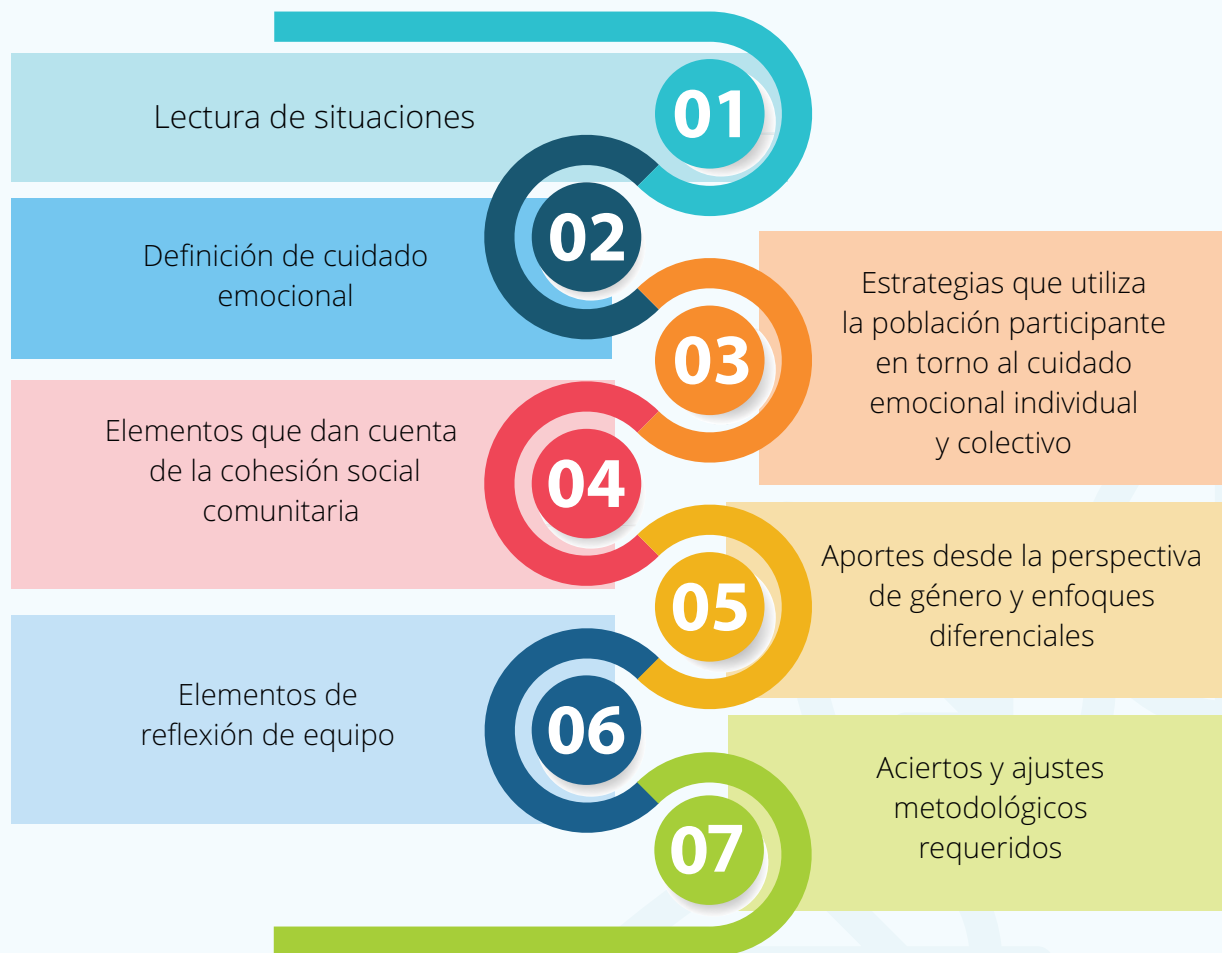 01
Lectura de situaciones
02
Definición de cuidado
emocional
03
Estrategias que utiliza
la población participante
en torno al cuidado
emocional individual
y colectivo
04
Elementos que dan cuenta
de la cohesión social
comunitaria
05
Aportes desde la perspectiva
de género y enfoques
diferenciales
06
Elementos de
reflexión de equipo
07
Aciertos y ajustes
metodológicos
requeridos